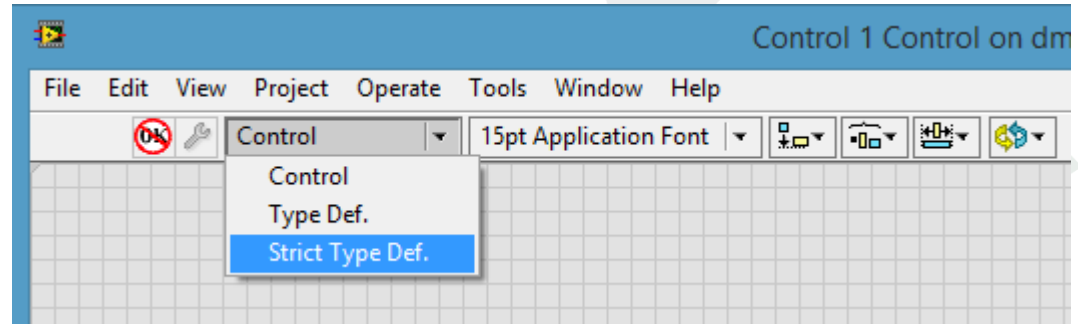 Control 1 Control on dm
File Edit View Project Operate Tools Window Help
OK Control 15pt Application Font
Control
Type Def.
Strict Type Def.